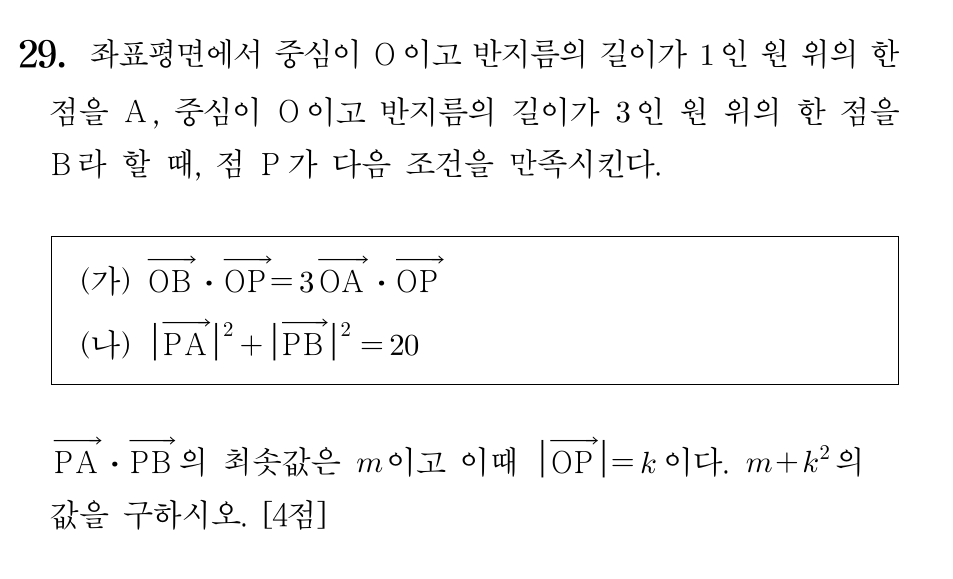 29. 좌표평면에서 중심이 O이고 반지름의 길이가 1인 원 위의 한
점을 A, 중심이 O이고 반지름의 길이가 3인 원 위의 한 점을
B라 할 때, 점 P가 다음 조건을 만족시킨다.
(가) $\overrightarrow{OB} \cdot \overrightarrow{OP} = 3\overrightarrow{OA} \cdot \overrightarrow{OP}$
(나) $|\overrightarrow{PA}|^2 + |\overrightarrow{PB}|^2 = 20$
$\overrightarrow{PA} \cdot \overrightarrow{PB}$의 최솟값은 $m$이고 이때 $|\overrightarrow{OP}| = k$이다. $m + k^2$의
값을 구하시오. [4점]